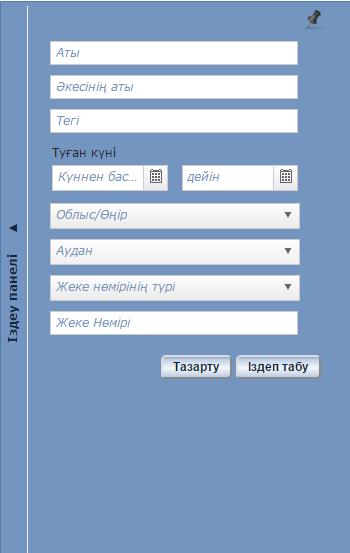 Аты
Әкесінің аты
Тегі
Туған күні
Күннен бас... дейін
Облыс/Өңір
Аудан
Жеке нөмірінің түрі
Жеке Нөмірі
Тазарту Іздеп табу
Іздеу панелі